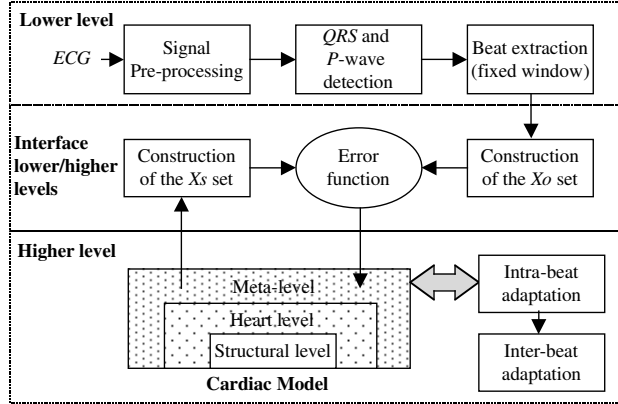 Lower level
ECG
Signal
Pre-processing
QRS and
P-wave
detection
Beat extraction
(fixed window)
Interface
lower/higher
levels
Construction
of the Xs set
Error
function
Construction
of the Xo set
Higher level
Meta-level
Heart level
Structural level
Cardiac Model
Intra-beat
adaptation
Inter-beat
adaptation